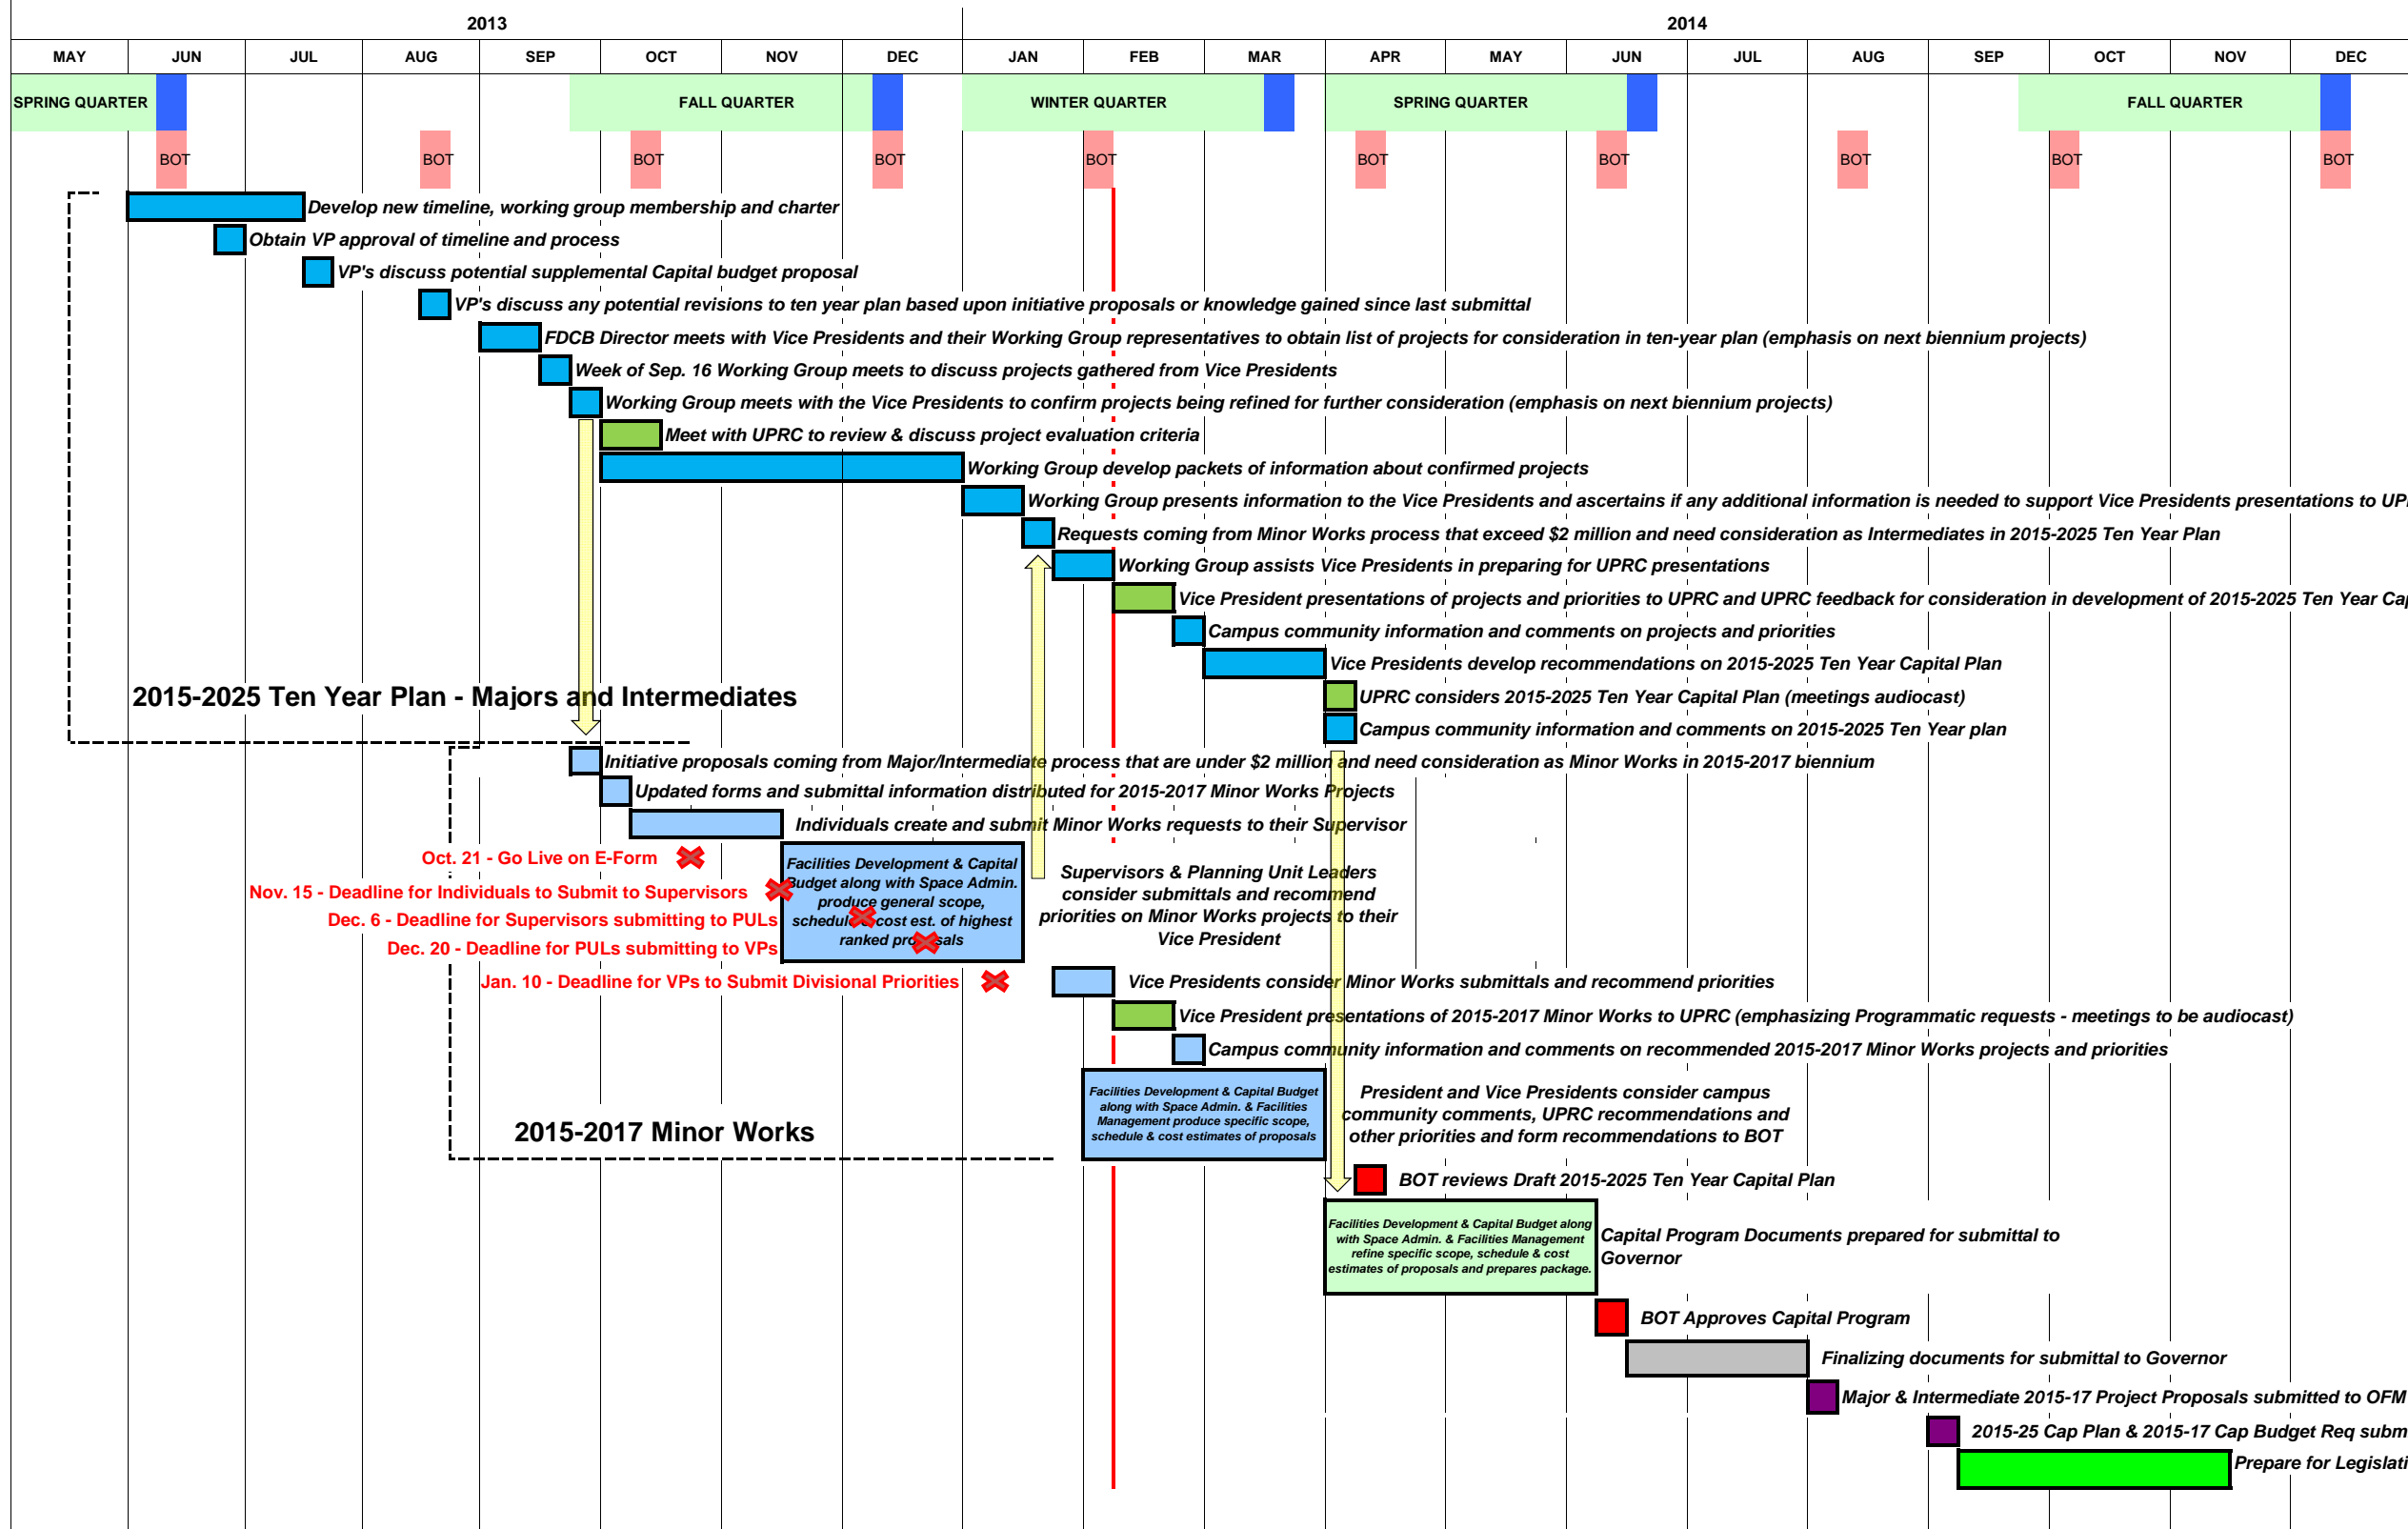 2013 2014
MAY JUN JUL AUG SEP OCT NOV DEC JAN FEB MAR APR MAY JUN JUL AUG SEP OCT NOV DEC
SPRING QUARTER FALL QUARTER WINTER QUARTER SPRING QUARTER FALL QUARTER
BOT BOT BOT BOT BOT BOT BOT BOT BOT BOT
Develop new timeline, working group membership and charter
Obtain VP approval of timeline and process
VP's discuss potential supplemental Capital budget proposal
VP's discuss any potential revisions to ten year plan based upon initiative proposals or knowledge gained since last submittal
FDCB Director meets with Vice Presidents and their Working Group representatives to obtain list of projects for consideration in ten-year plan (emphasis on next biennium projects)
Week of Sep. 16 Working Group meets to discuss projects gathered from Vice Presidents
Working Group meets with the Vice Presidents to confirm projects being refined for further consideration (emphasis on next biennium projects)
Meet with UPRC to review & discuss project evaluation criteria
Working Group develop packets of information about confirmed projects
Working Group presents information to the Vice Presidents and ascertains if any additional information is needed to support Vice Presidents presentations to
Requests coming from Minor Works process that exceed $2 million and need consideration as Intermediates in 2015-2025 Ten Year Plan
Working Group assists Vice Presidents in preparing for UPRC presentations
Vice President presentations of projects and priorities to UPRC and UPRC feedback for consideration in development of 2015-2025 Ten Year
Campus community information and comments on projects and priorities
Vice Presidents develop recommendations on 2015-2025 Ten Year Capital Plan
2015-2025 Ten Year Plan - Majors and Intermediates
UPRC considers 2015-2025 Ten Year Capital Plan (meetings audiocast)
Campus community information and comments on 2015-2025 Ten Year plan
Initiative proposals coming from Major/Intermediate process that are under $2 million and need consideration as Minor Works in 2015-2017 biennium
Updated forms and submittal information distributed for 2015-2017 Minor Works Projects
Individuals create and submit Minor Works requests to their Supervisor
Oct. 21 - Go Live on E-Form
Nov. 15 - Deadline for Individuals to Submit to Supervisors
Dec. 6 - Deadline for Supervisors submitting to PULs
Dec. 20 - Deadline for PULs submitting to VPs
Facilities Development & Capital
Budget along with Space Admin.
produce general scope,
schedule & cost est. of highest
ranked proposals
Supervisors & Planning Unit Leaders
consider submittals and recommend
priorities on Minor Works projects to their
Vice President
Jan. 10 - Deadline for VPs to Submit Divisional Priorities
Vice Presidents consider Minor Works submittals and recommend priorities
Vice President presentations of 2015-2017 Minor Works to UPRC (emphasizing Programmatic requests - meetings to be audiocast)
Campus community information and comments on recommended 2015-2017 Minor Works projects and priorities
2015-2017 Minor Works
Facilities Development & Capital Budget
along with Space Admin. & Facilities
Management produce specific scope,
schedule & cost estimates of proposals
President and Vice Presidents consider campus
community comments, UPRC recommendations and
other priorities and form recommendations to BOT
BOT reviews Draft 2015-2025 Ten Year Capital Plan
Facilities Development & Capital Budget along
with Space Admin. & Facilities Management
refine specific scope, schedule & cost
estimates of proposals and prepares package.
Capital Program Documents prepared for submittal to
Governor
BOT Approves Capital Program
Finalizing documents for submittal to Governor
Major & Intermediate 2015-17 Project Proposals submitted to OFM
2015-25 Cap Plan & 2015-17 Cap Budget Req
Prepare for